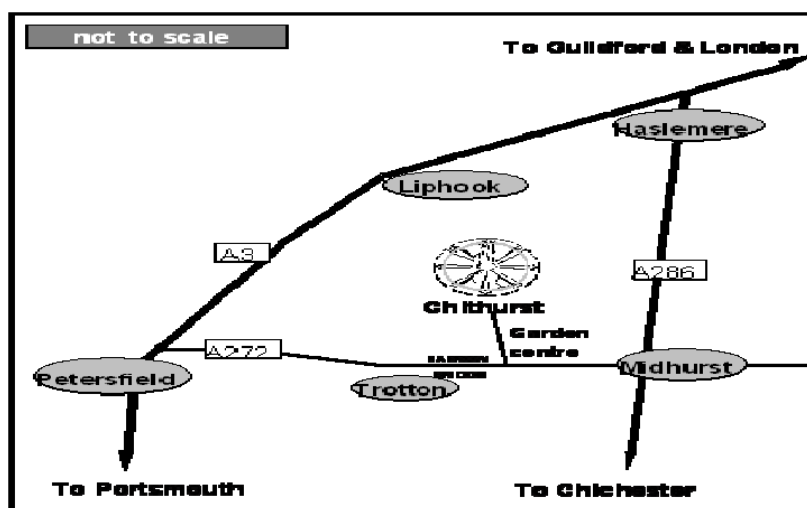 not to scale
To Guildford & London
Haslemere
Liphook
A3
A286
Chithurst
Garden
centre
A272
Petersfield
Trotton
Midhurst
To Portsmouth
To Chichester